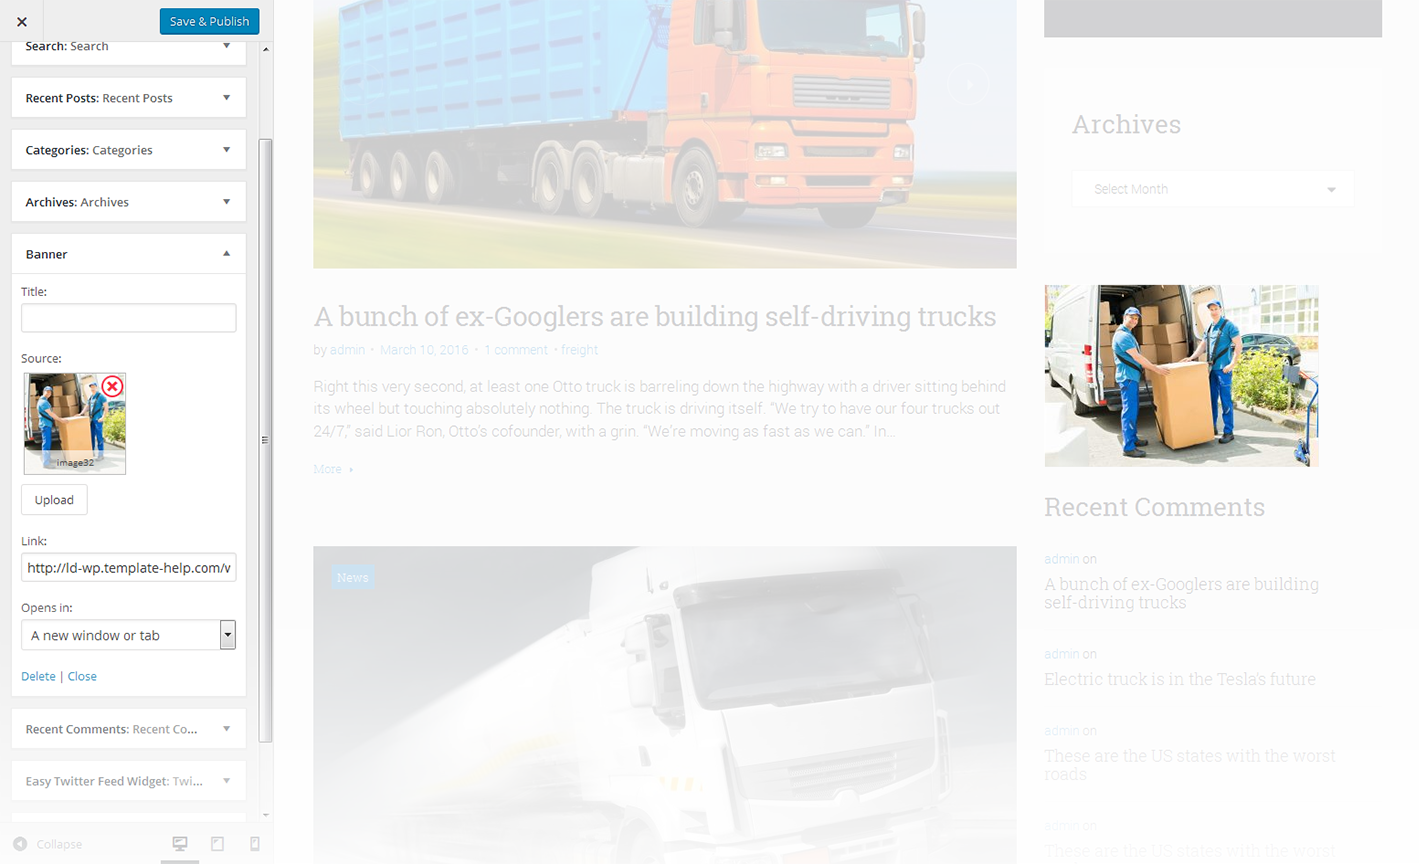 Save & Publish
Search: Search
Recent Posts: Recent Posts
Categories: Categories
Archives: Archives
Banner
Title:
Source:
image32
Upload
Link:
http://ld-wp.template-help.com/v
Opens in:
A new window or tab
Delete | Close
Recent Comments: Recent Co...
Easy Twitter Feed Widget: Twi...
Collapse
A bunch of ex-Googlers are building self-driving trucks
by admin • March 10, 2016 • 1 comment • freight
Right this very second, at least one Otto truck is barreling down the highway with a driver sitting behind
its wheel but touching absolutely nothing. The truck is driving itself. “We try to have our four trucks out
24/7,” said Lior Ron, Otto’s cofounder, with a grin. “We’re moving as fast as we can.” In...
More
News
Archives
Select Month
Recent Comments
admin on
A bunch of ex-Googlers are building
self-driving trucks
admin on
Electric truck is in the Tesla’s future
admin on
These are the US states with the worst
roads
admin on
These are the US states with the worst